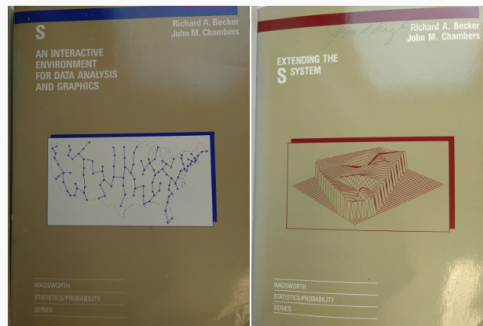 Richard A. Becker
John M. Chambers
S
AN INTERACTIVE
ENVIRONMENT
FOR DATA ANALYSIS
AND GRAPHICS
WADSWORTH
STATISTICS/PROBABILITY
SERIES
Richard A. Becker
John M. Chambers
EXTENDING THE
S SYSTEM
WADSWORTH
STATISTICS/PROBABILITY
SERIES